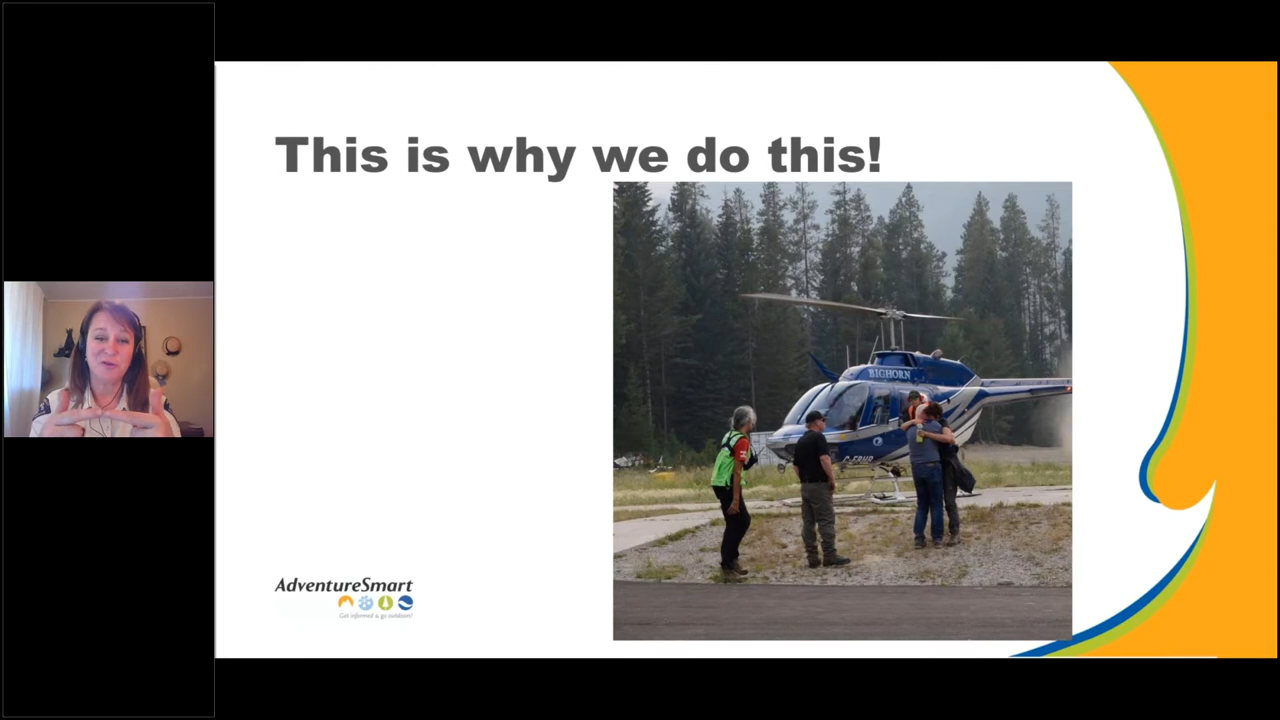 This is why we do this!
BIGHORN
AdventureSmart
Get informed & go outdoors!